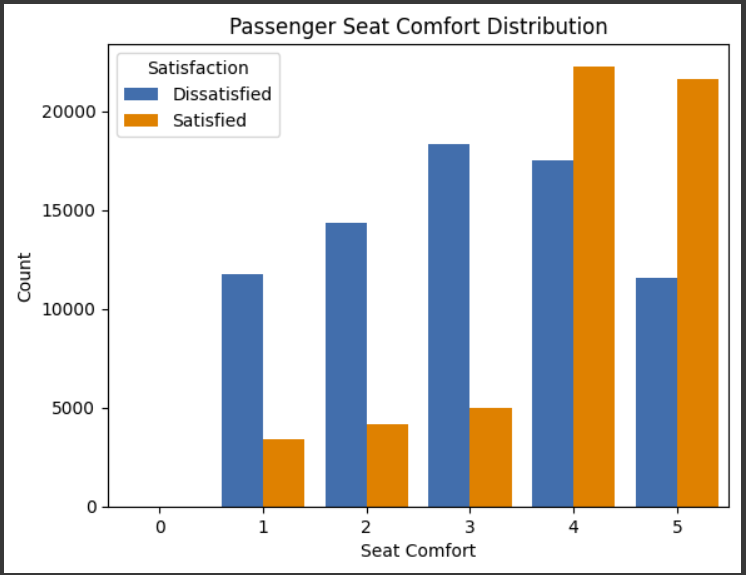 Passenger Seat Comfort Distribution
Satisfaction
Dissatisfied
Satisfied
20000
15000
10000
5000
0
Count
0 1 2 3 4 5
Seat Comfort